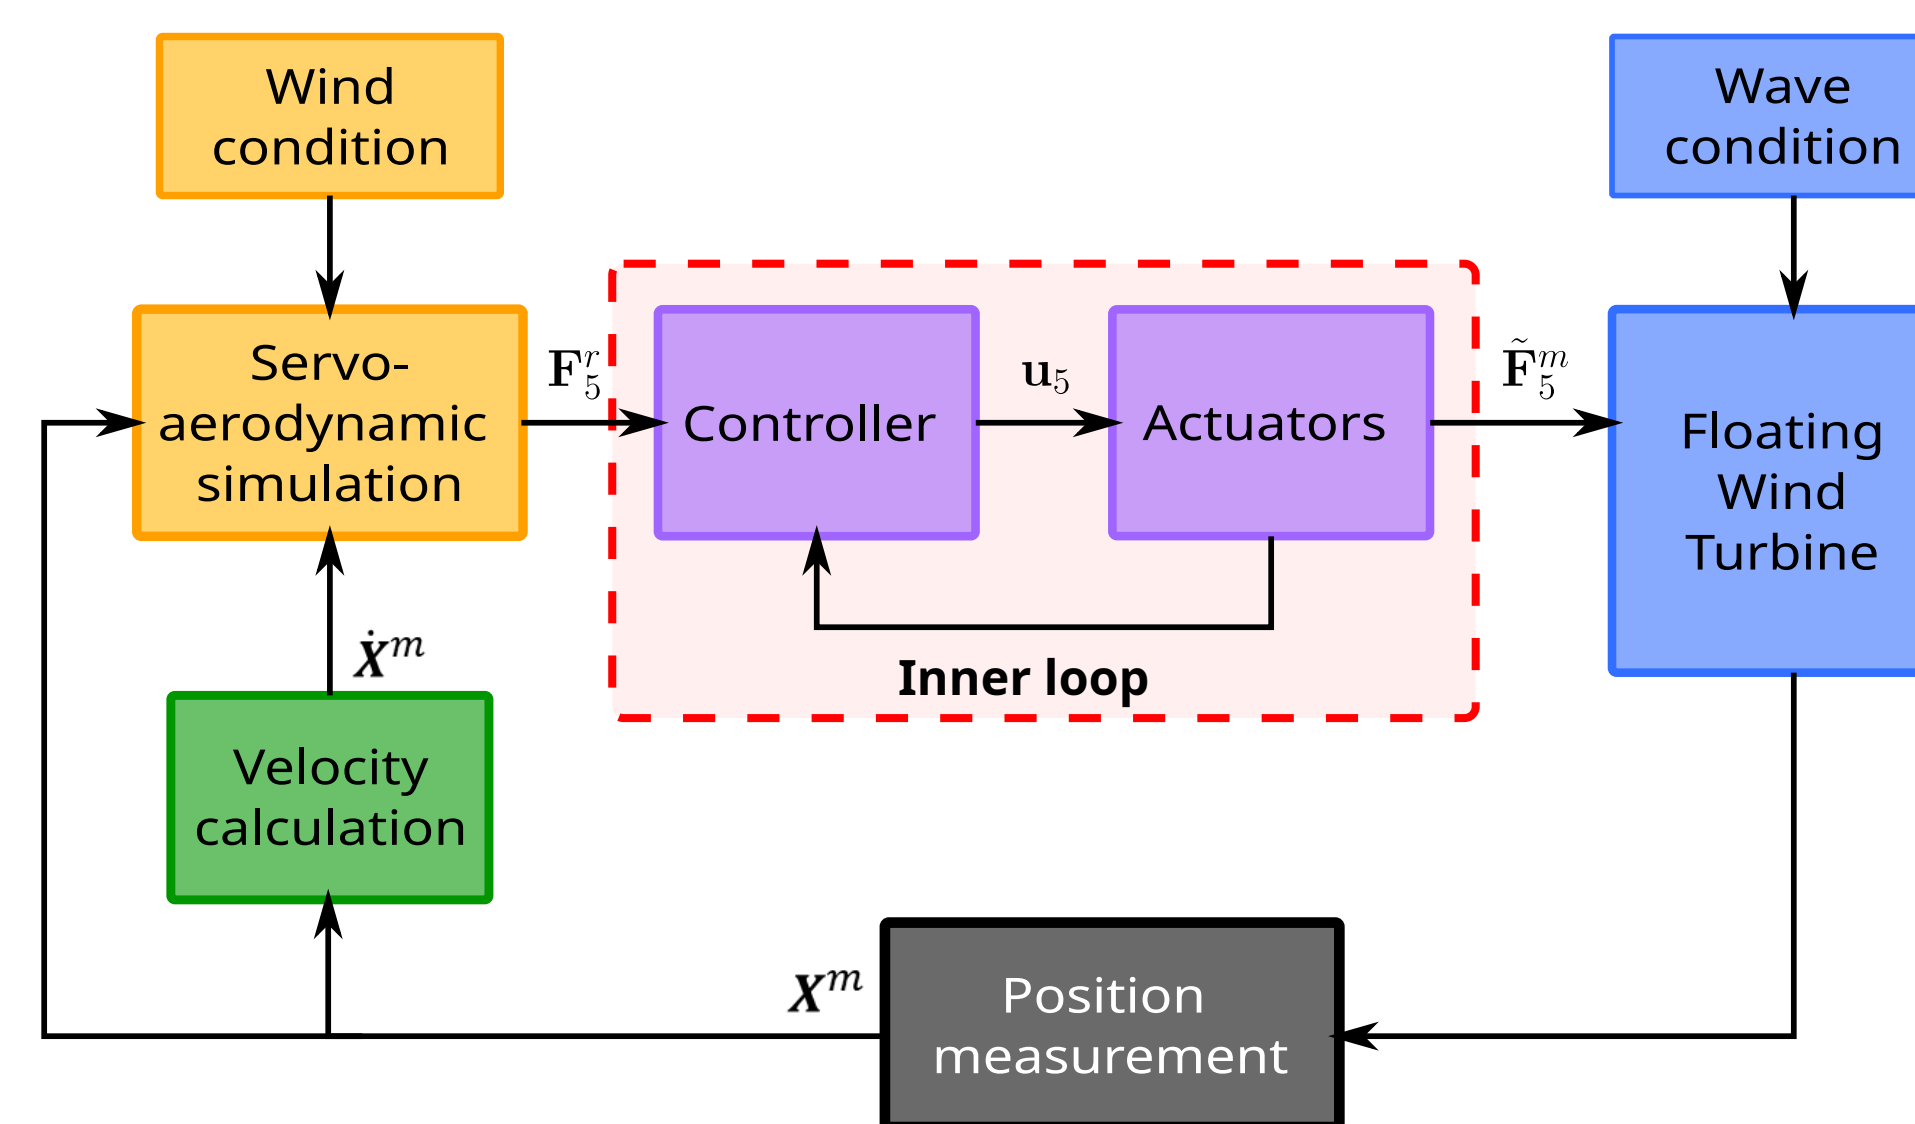 Wind
condition
Wave
condition
Servo-
aerodynamic
simulation
𝐅₅ʳ
Controller
𝐮₅
Actuators
𝐅̃₅ᵐ
Floating
Wind
Turbine
Inner loop
𝑿̇ᵐ
Velocity
calculation
𝑿ᵐ
Position
measurement